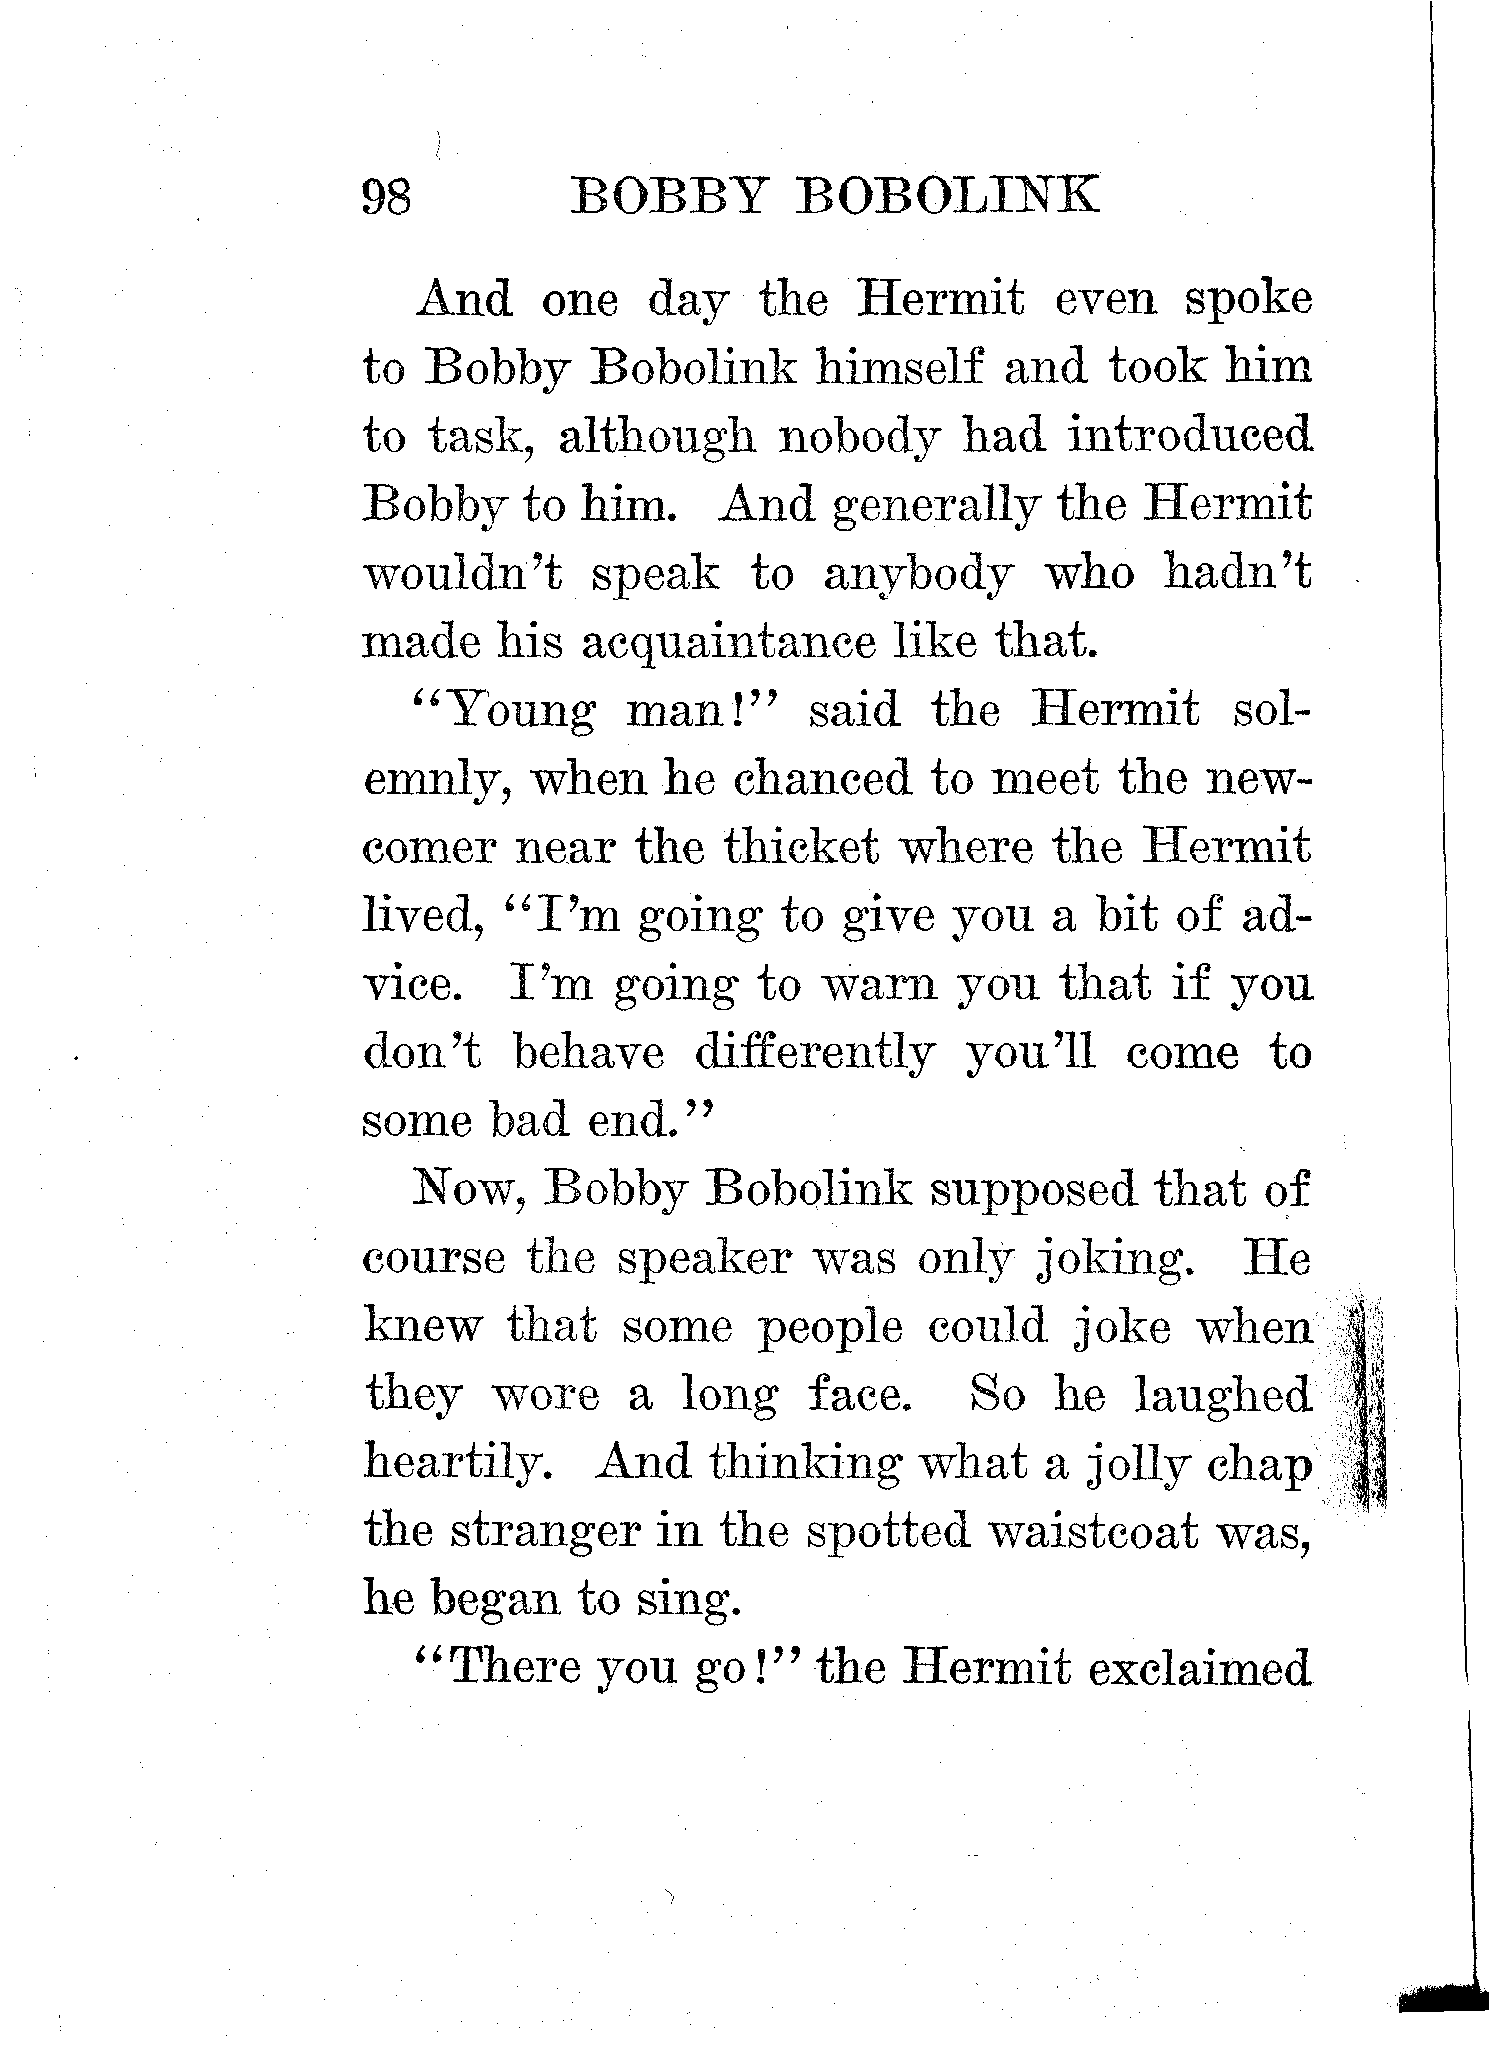 98 BOBBY BOBOLINK
And one day the Hermit even spoke
to Bobby Bobolink himself and took him
to task, although nobody had introduced
Bobby to him. And generally the Hermit
wouldn't speak to anybody who hadn't
made his acquaintance like that.
"Young man!" said the Hermit sol-
emnly, when he chanced to meet the new-
comer near the thicket where the Hermit
lived, "I'm going to give you a bit of ad-
vice. I'm going to warn you that if you
don't behave differently you'll come to
some bad end."
Now, Bobby Bobolink supposed that of
course the speaker was only joking. He
knew that some people could joke when
they wore a long face. So he laughed
heartily. And thinking what a jolly chap
the stranger in the spotted waistcoat was,
he began to sing.
"There you go!" the Hermit exclaimed